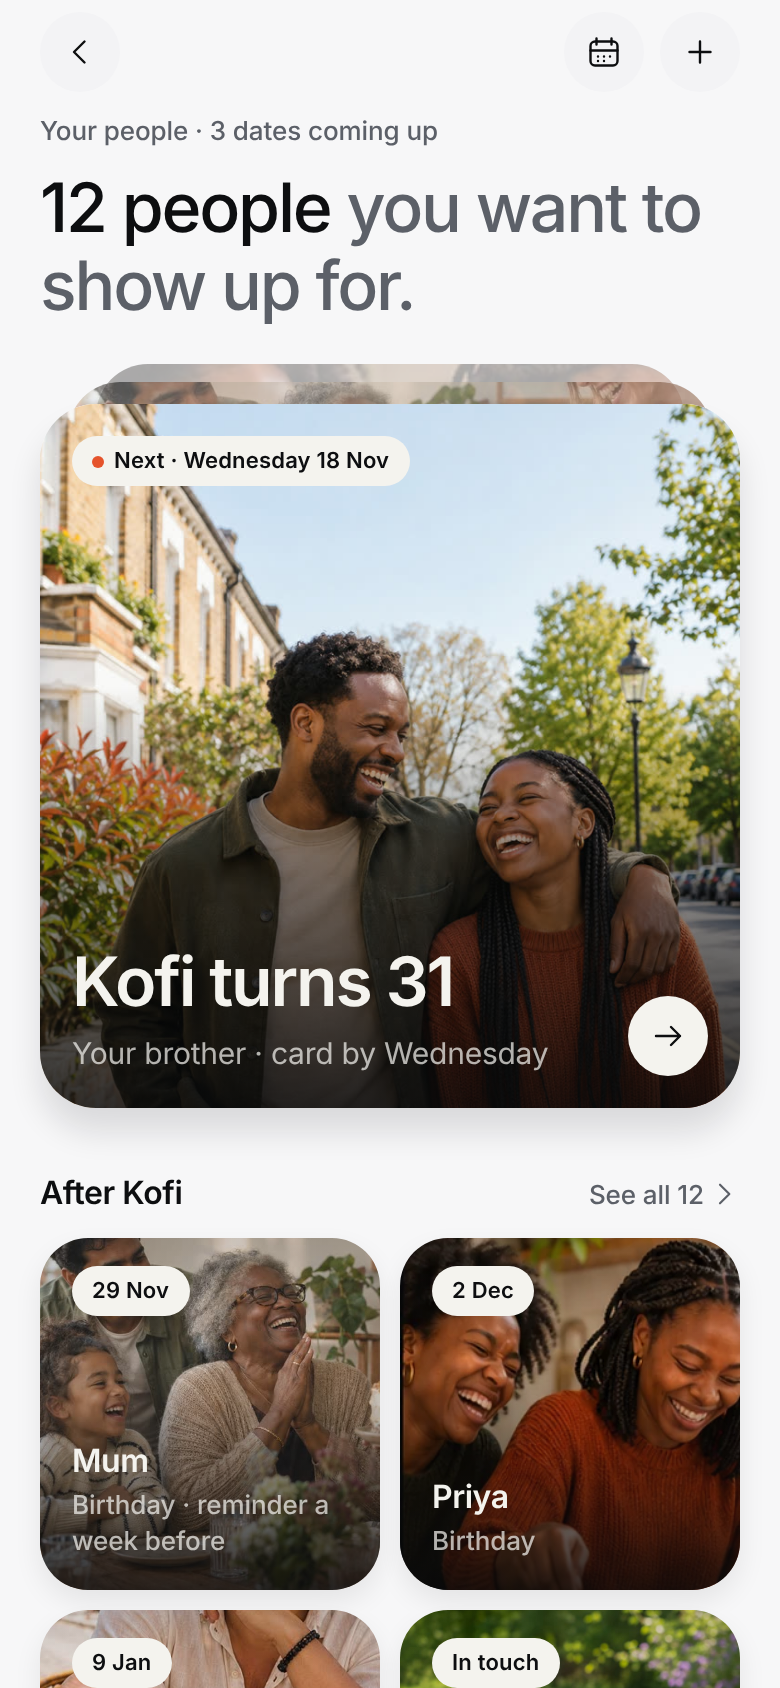 Your people · 3 dates coming up
12 people you want to
show up for.
Next · Wednesday 18 Nov
Kofi turns 31
Your brother · card by Wednesday
After Kofi
See all 12
29 Nov
Mum
Birthday · reminder a
week before
2 Dec
Priya
Birthday
9 Jan
In touch